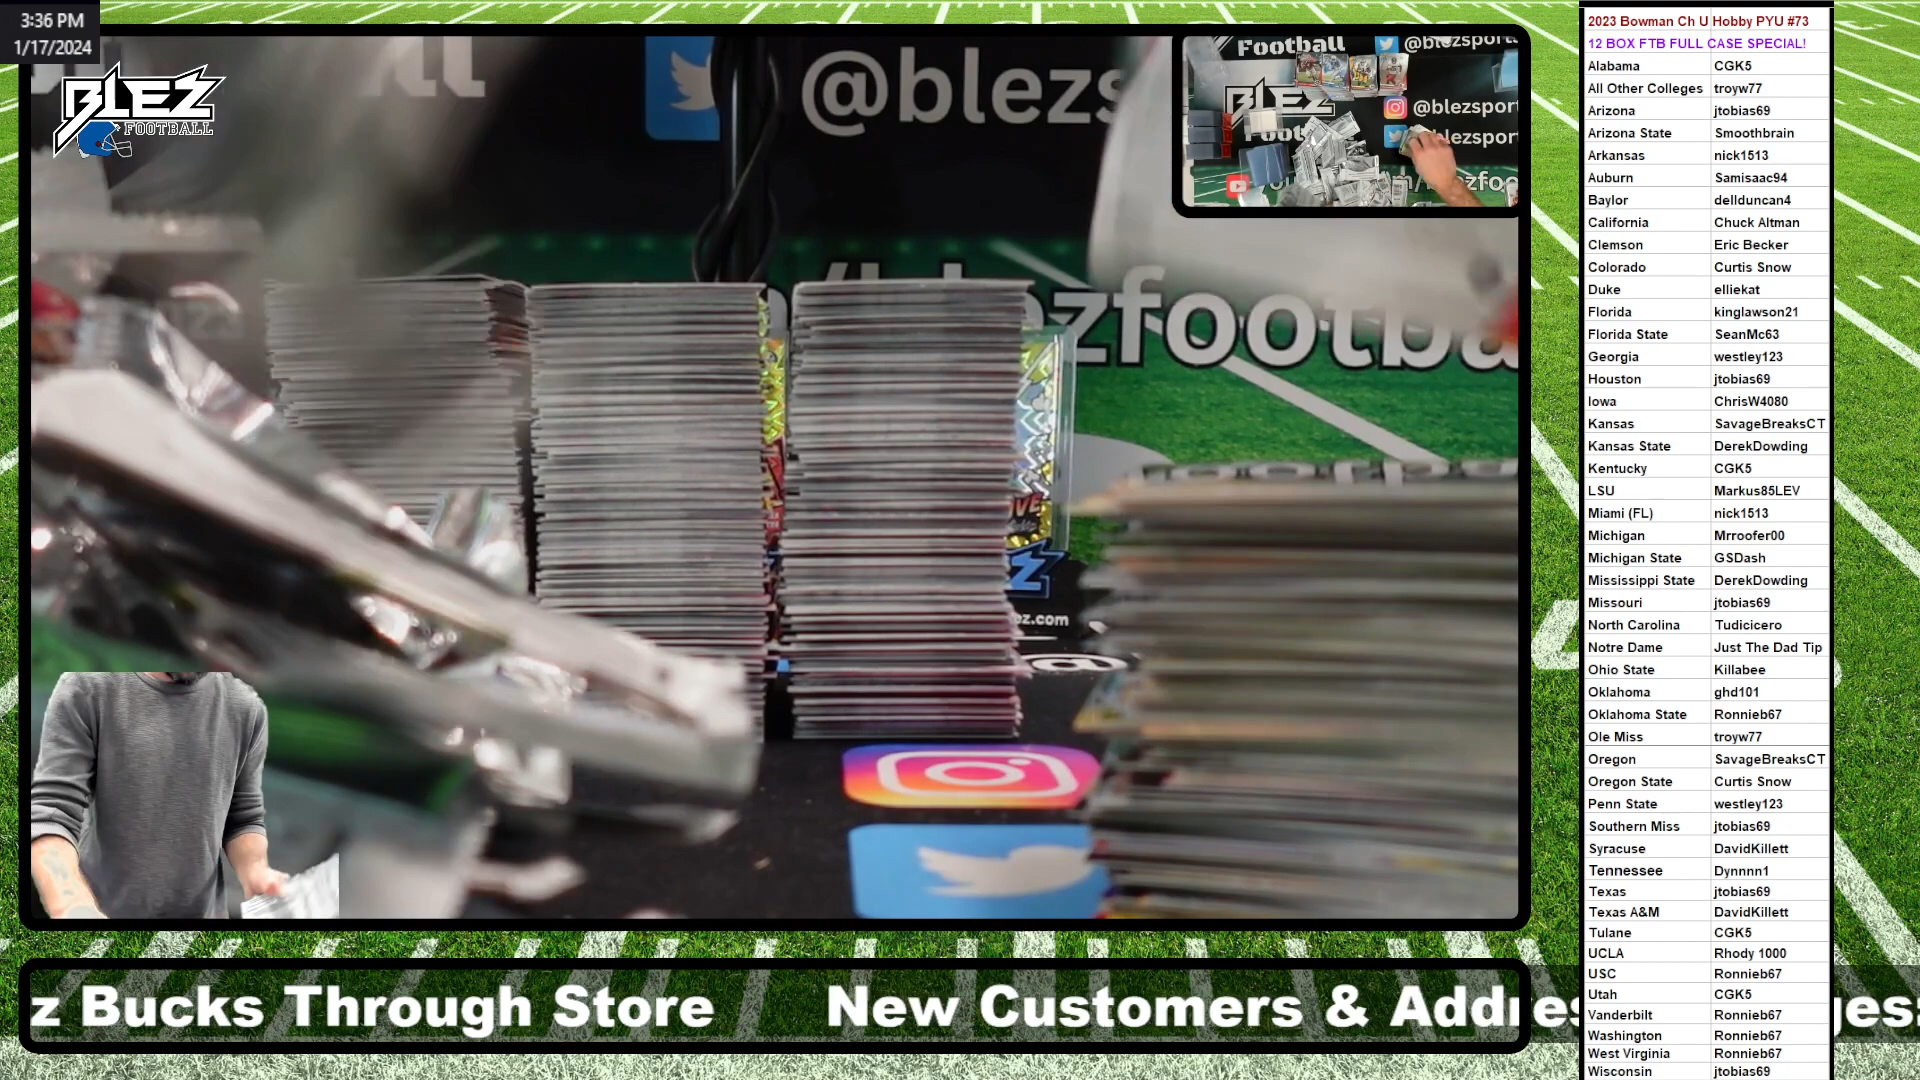 3:36 PM
1/17/2024
BLEZ
FOOTBALL
@blezs
Football
@blezsport
BLEZ
@blezsport
blezsport
zfootba
ez.com
@
z Bucks Through Store New Customers & Addres
ges
2023 Bowman Ch U Hobby PYU #73
12 BOX FTB FULL CASE SPECIAL!
Alabama CGK5
All Other Colleges troyw77
Arizona jtobias69
Arizona State Smoothbrain
Arkansas nick1513
Auburn Samisaac94
Baylor dellduncan4
California Chuck Altman
Clemson Eric Becker
Colorado Curtis Snow
Duke elliekat
Florida kinglawson21
Florida State SeanMc63
Georgia westley123
Houston jtobias69
Iowa ChrisW4080
Kansas SavageBreaksCT
Kansas State DerekDowding
Kentucky CGK5
LSU Markus85LEV
Miami (FL) nick1513
Michigan Mrroofer00
Michigan State GSDash
Mississippi State DerekDowding
Missouri jtobias69
North Carolina Tudicicero
Notre Dame Just The Dad Tip
Ohio State Killabee
Oklahoma ghd101
Oklahoma State Ronnieb67
Ole Miss troyw77
Oregon SavageBreaksCT
Oregon State Curtis Snow
Penn State westley123
Southern Miss jtobias69
Syracuse DavidKillett
Tennessee Dynnnn1
Texas jtobias69
Texas A&M DavidKillett
Tulane CGK5
UCLA Rhody 1000
USC Ronnieb67
Utah CGK5
Vanderbilt Ronnieb67
Washington Ronnieb67
West Virginia Ronnieb67
Wisconsin jtobias69